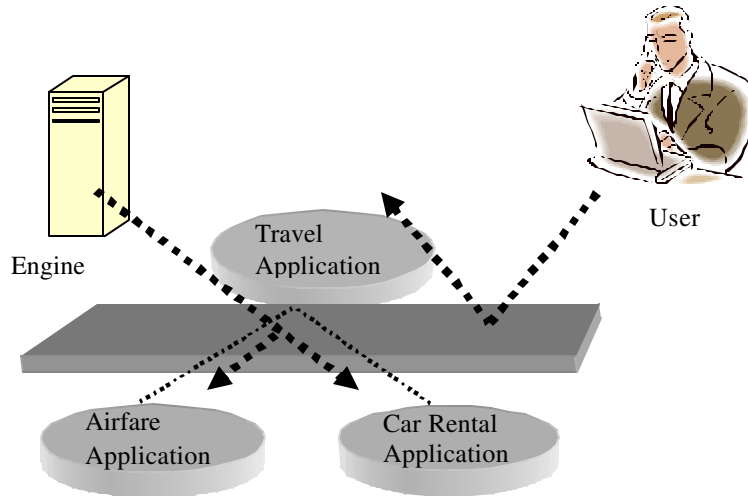 User
Engine
Travel
Application
Airfare
Application
Car Rental
Application